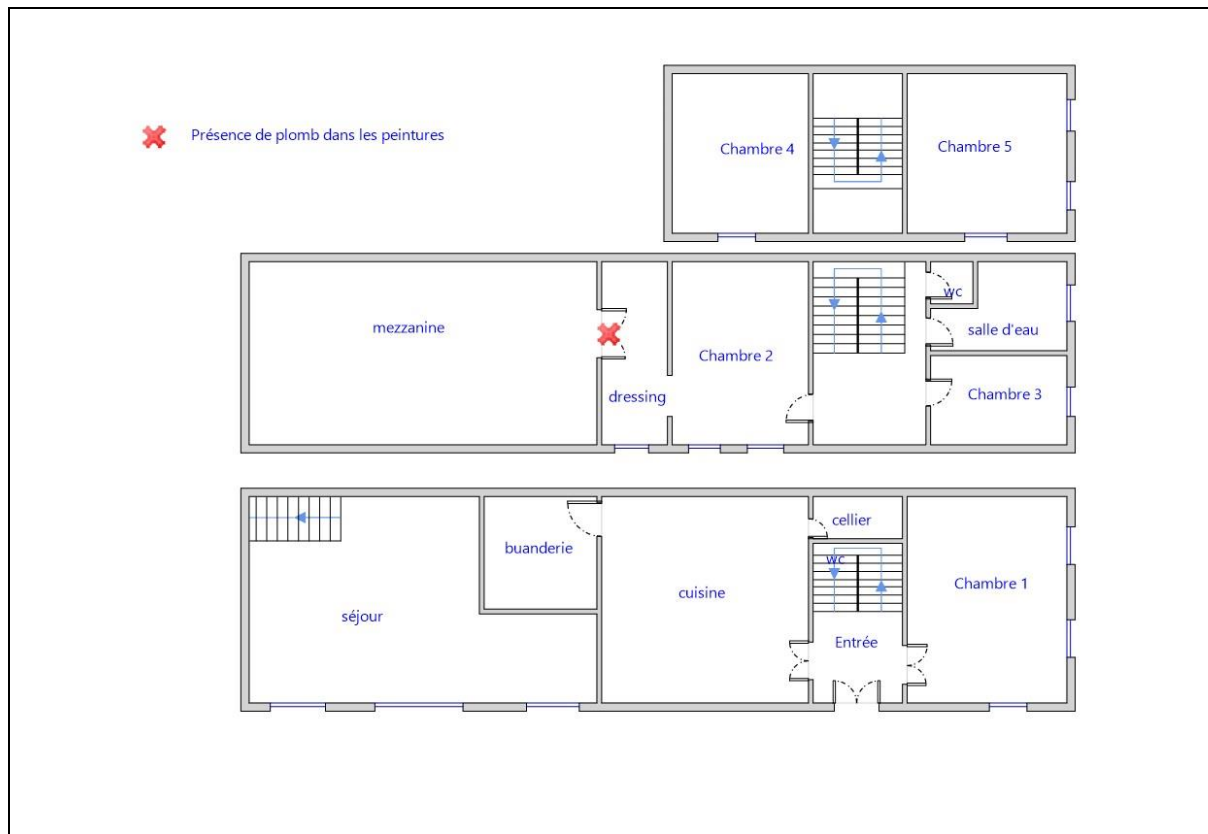 Présence de plomb dans les peintures
Chambre 4
Chambre 5
mezzanine
dressing
Chambre 2
wc
salle d'eau
Chambre 3
séjour
buanderie
cuisine
cellier
wc
Entrée
Chambre 1